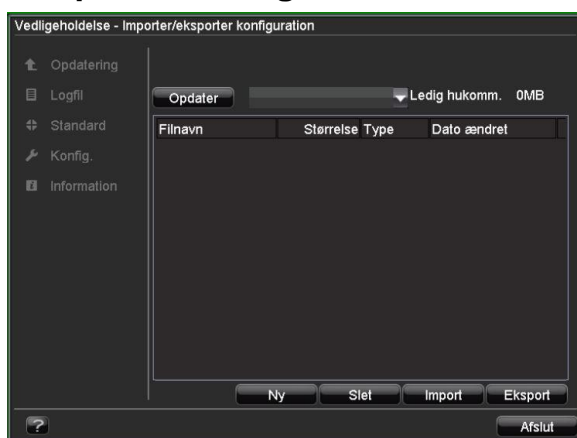 Vedligeholdelse - Importer/eksporter konfiguration
Opdatering
Logfil
Standard
Konfig.
Information
Opdater Ledig hukomm. 0MB
Filnavn Størrelse Type Dato ændret
Ny Slet Import Eksport
? Afslut